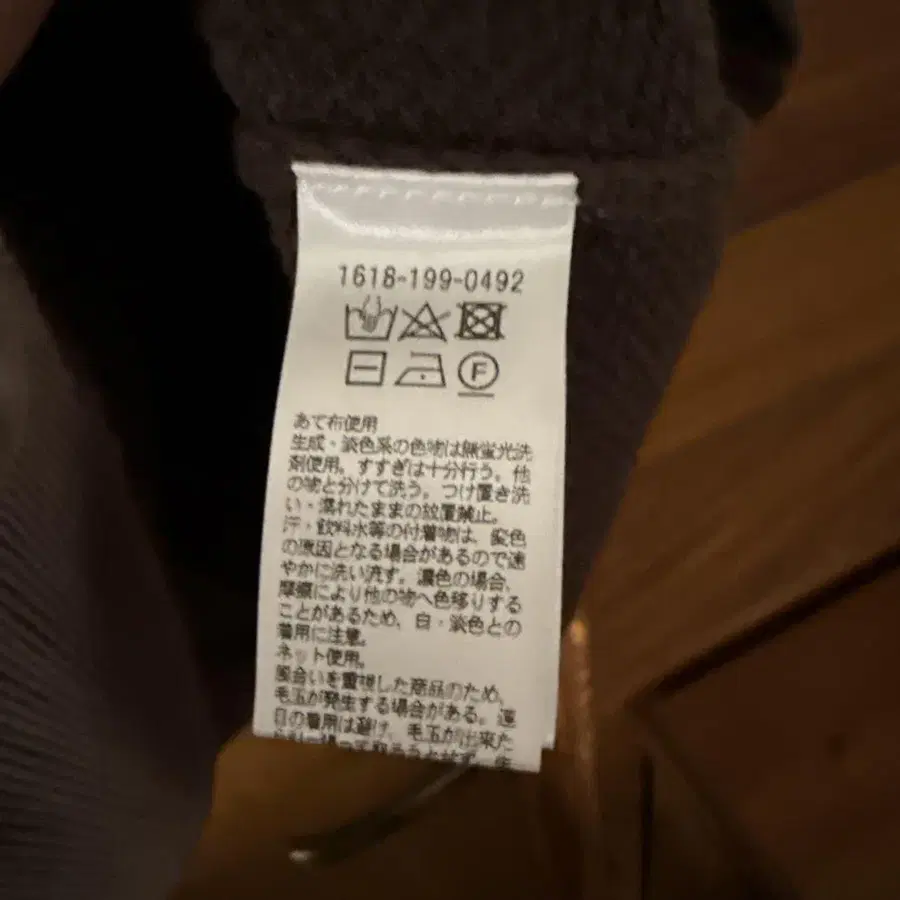 1618-199-0492
F
あて布使用
生成・淡色系の色物は無蛍光洗
剤使用。すすぎは十分行う。他
の物と分けて洗う。つけ置き洗
い・濡れたままの放置禁止。
汗・飲料水等の付着物は、変色
の原因となる場合があるので速
やかに洗い流す。濃色の場合、
摩擦により他の物へ色移りする
ことがあるため、白・淡色との
着用に注意。
ネット使用。
風合いを重視した商品のため、
毛玉が発生する場合がある。連
日の着用は避け、毛玉が出来た